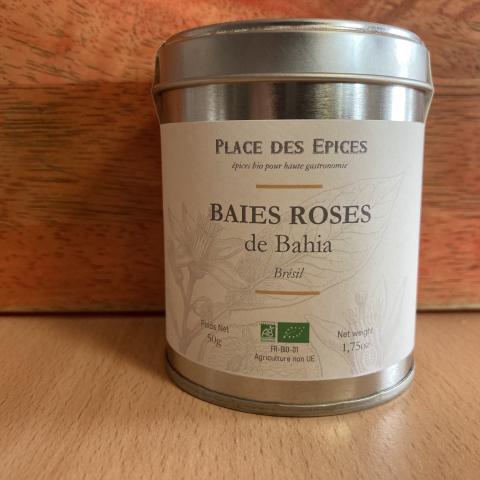 PLACE DES EPICES
épices bio pour haute gastronomie
BAIES ROSES
de Bahia
Brésil
Poids Net
50g
AB
FR-BIO-01
Agriculture non UE
Net weight
1,75oz